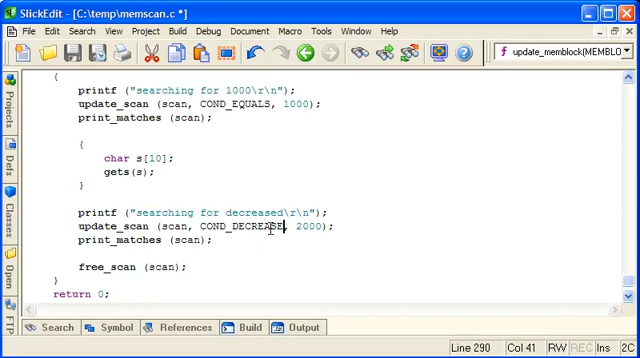 SlickEdit - [C:\temp\memscan.c *]
File Edit Search View Project Build Debug Document Macro Tools Window Help
update_memblock(MEMBLO
{
printf ("searching for 1000\r\n");
update_scan (scan, COND_EQUALS, 1000);
print_matches (scan);
{
char s[10];
gets(s);
}
printf ("searching for decreased\r\n");
update_scan (scan, COND_DECREASE, 2000);
print_matches (scan);
free_scan (scan);
}
return 0;
Projects
Defs
Classes
Open
FTP
Search Symbol References Build Output
Line 290 Col 41 RW REC Ins 2C